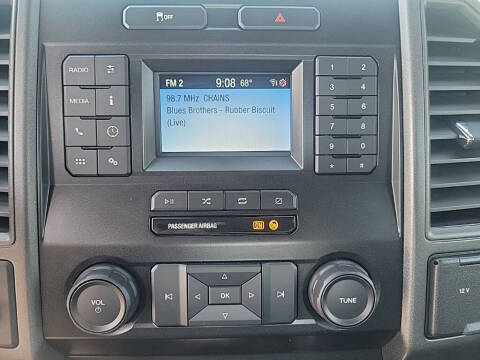 OFF
RADIO
MEDIA
FM 2 9:08 68°
98.7 MHz CHAINS
Blues Brothers - Rubber Biscuit
(Live)
1 2
3 4
5 6
7 8
9 0
* #
PASSENGER AIRBAG
VOL
OK
TUNE
12 V